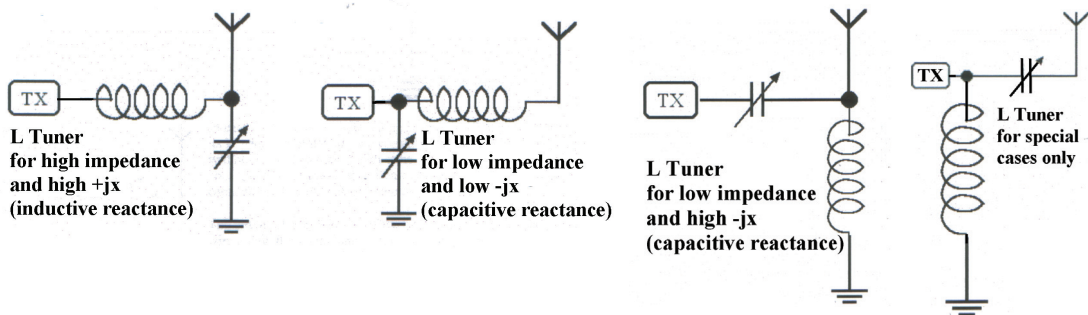 TX
L Tuner
for high impedance
and high +jx
(inductive reactance)
TX
L Tuner
for low impedance
and low -jx
(capacitive reactance)
TX
L Tuner
for low impedance
and high -jx
(capacitive reactance)
TX
L Tuner
for special
cases only